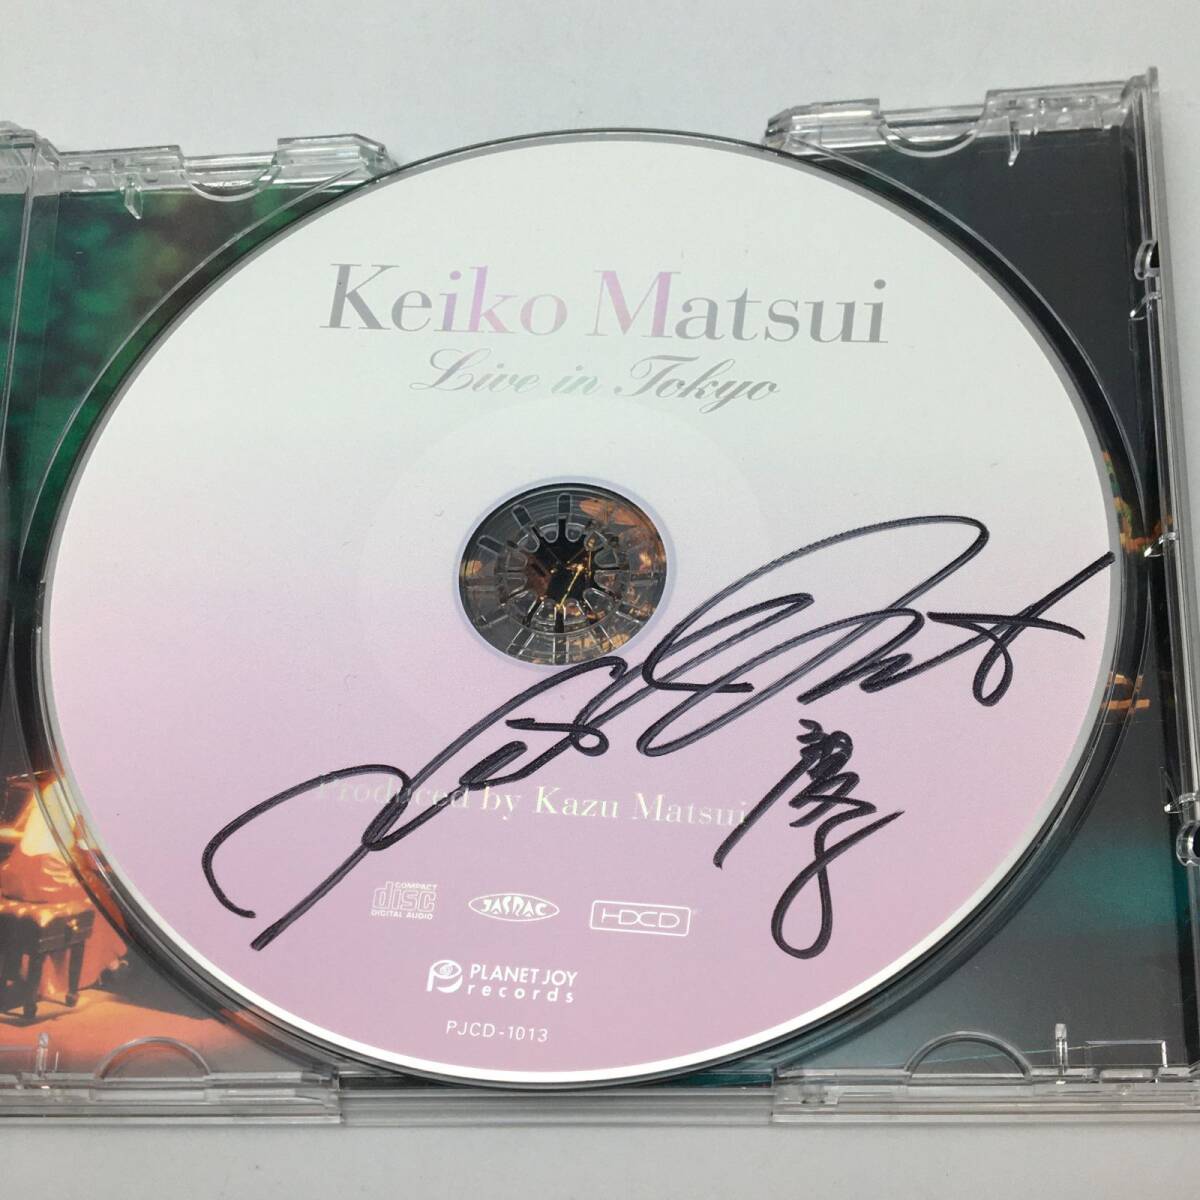 Keiko Matsui
Live in Tokyo
Produced by Kazu Matsui
COMPACT
disc
DIGITAL AUDIO
JASRAC
HDCD
PLANET JOY
records
PJCD-1013